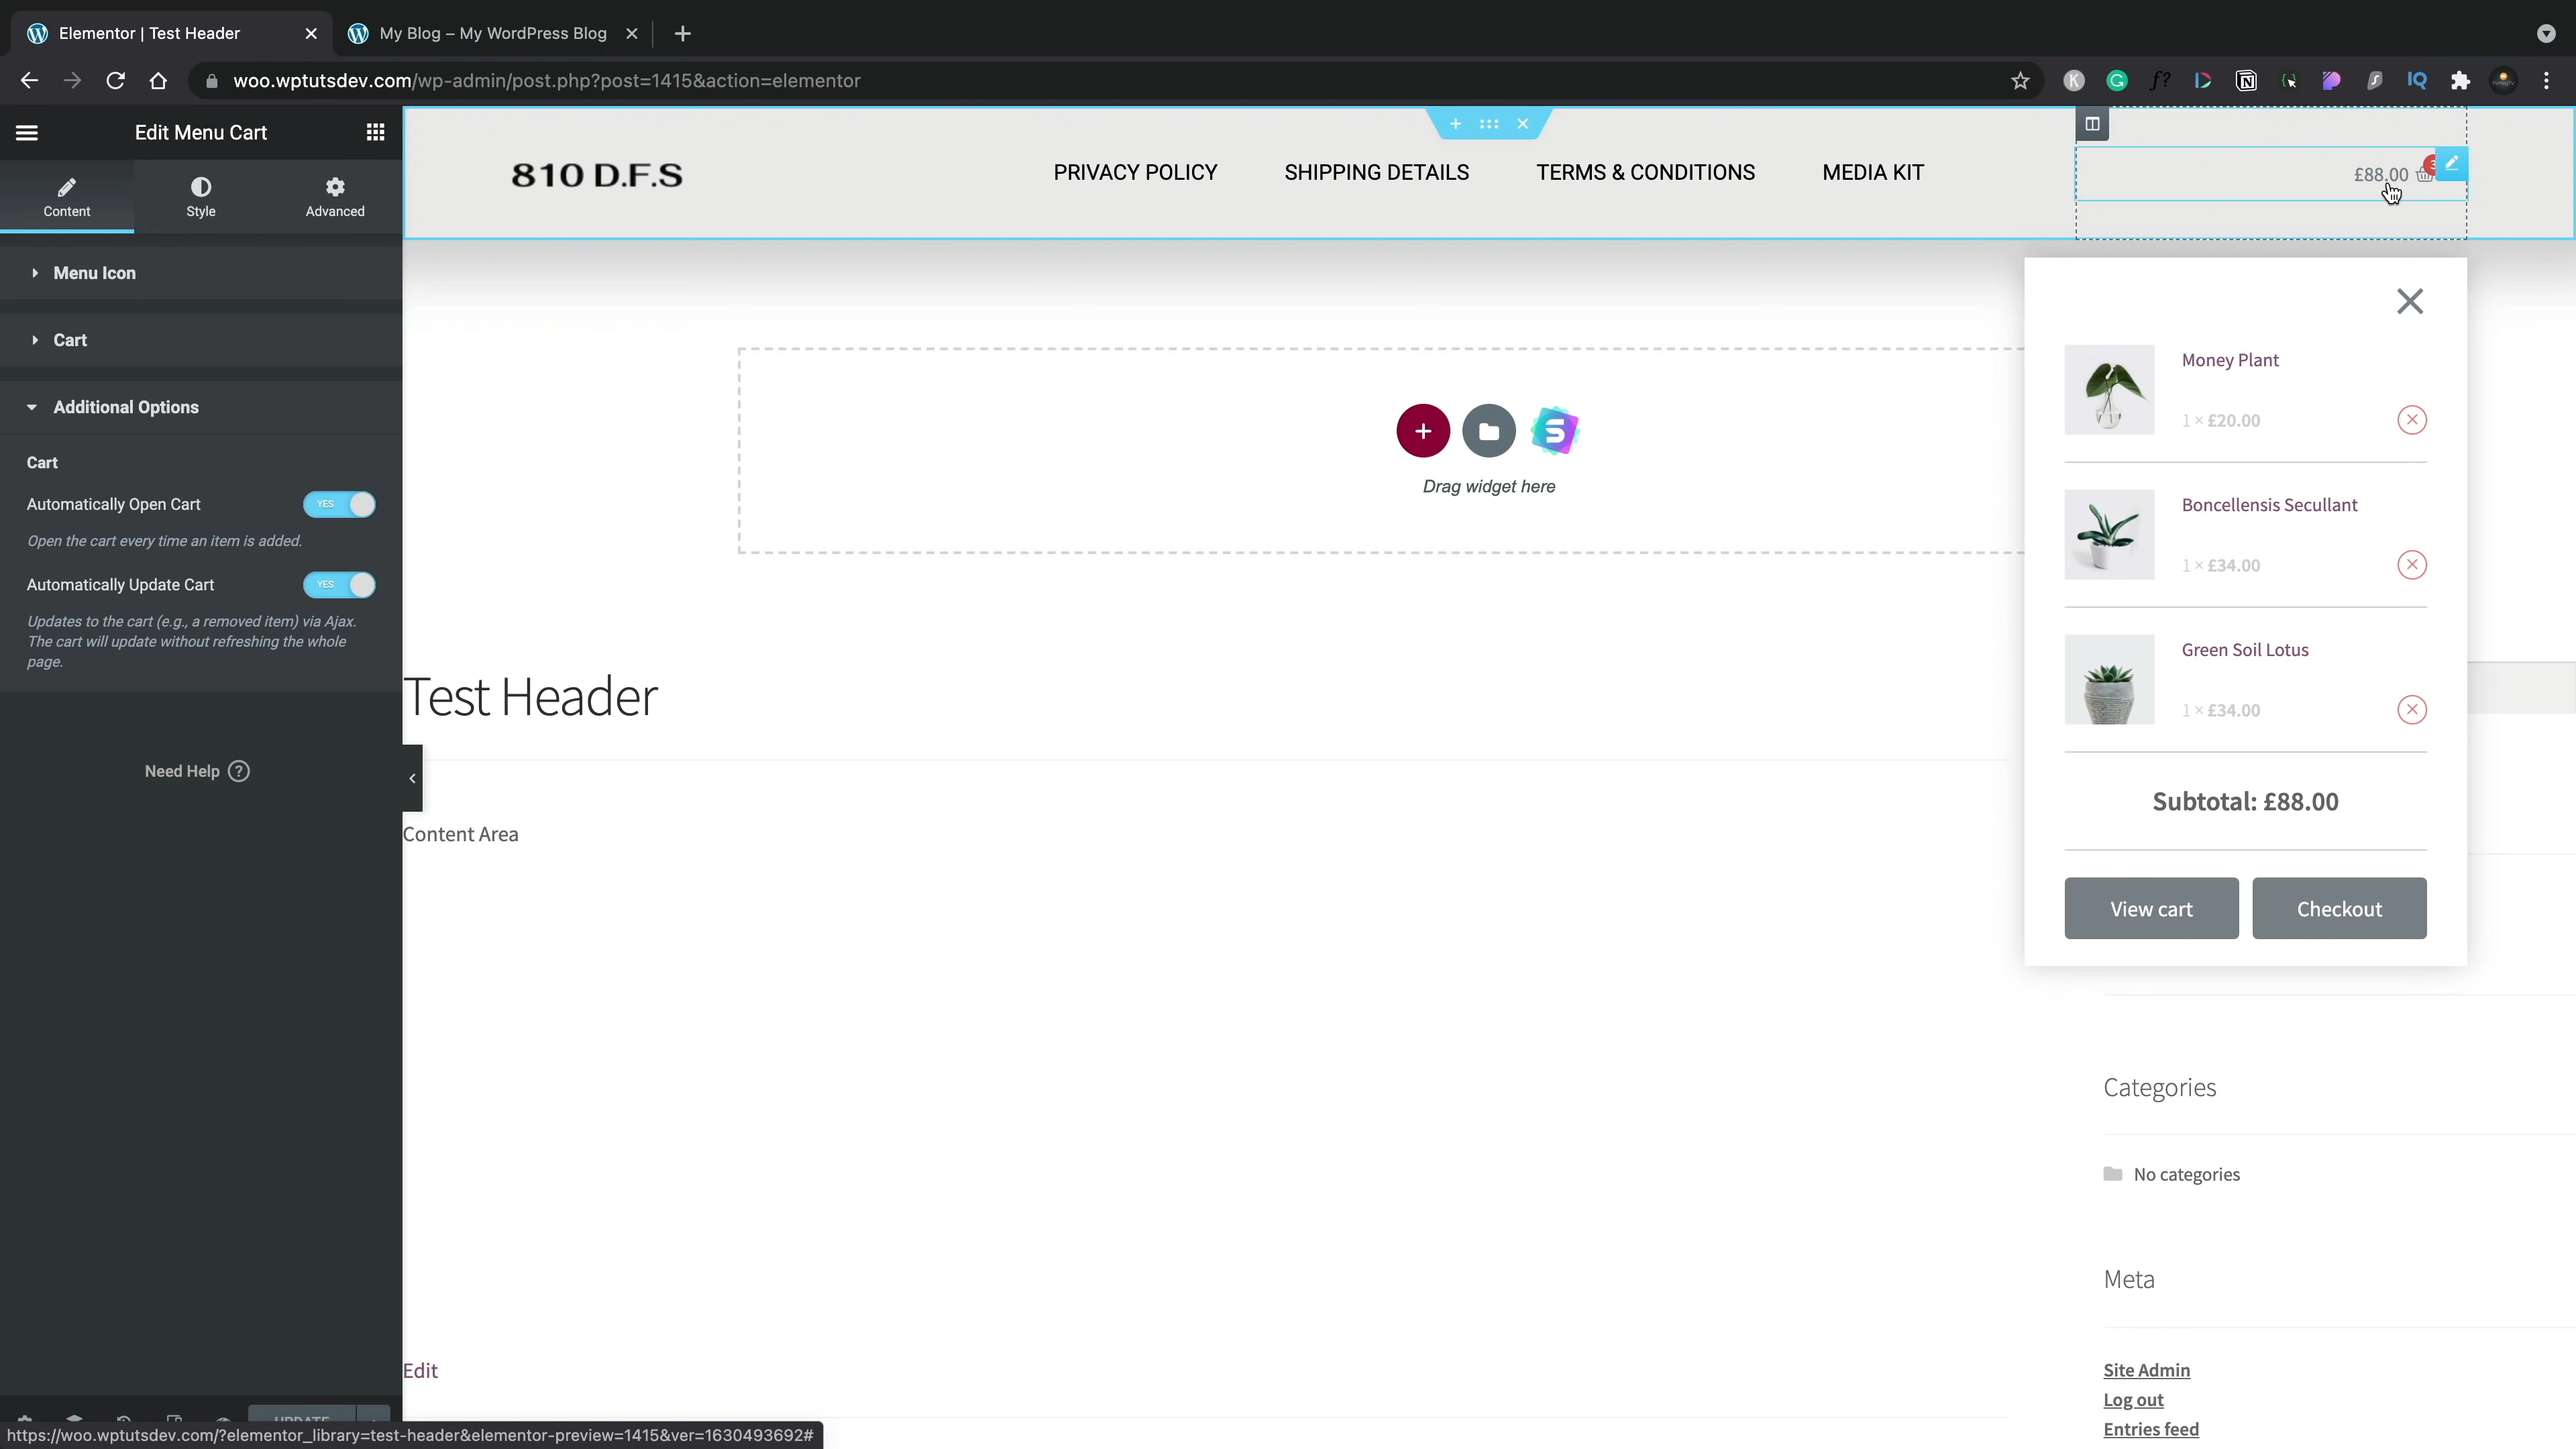 Elementor | Test Header
My Blog – My WordPress Blog
woo.wptutsdev.com/wp-admin/post.php?post=1415&action=elementor
Edit Menu Cart
Content
Style
Advanced
Menu Icon
Cart
Additional Options
Cart
Automatically Open Cart
YES
Open the cart every time an item is added.
Automatically Update Cart
YES
Updates to the cart (e.g., a removed item) via Ajax.
The cart will update without refreshing the whole
page.
Need Help
810 D.F.S
PRIVACY POLICY
SHIPPING DETAILS
TERMS & CONDITIONS
MEDIA KIT
£88.00
Drag widget here
Test Header
Content Area
Edit
Money Plant
1 × £20.00
Boncellensis Secullant
1 × £34.00
Green Soil Lotus
1 × £34.00
Subtotal: £88.00
View cart
Checkout
Categories
No categories
Meta
Site Admin
Log out
Entries feed
UPDATE
https://woo.wptutsdev.com/?elementor_library=test-header&elementor-preview=1415&ver=1630493692#